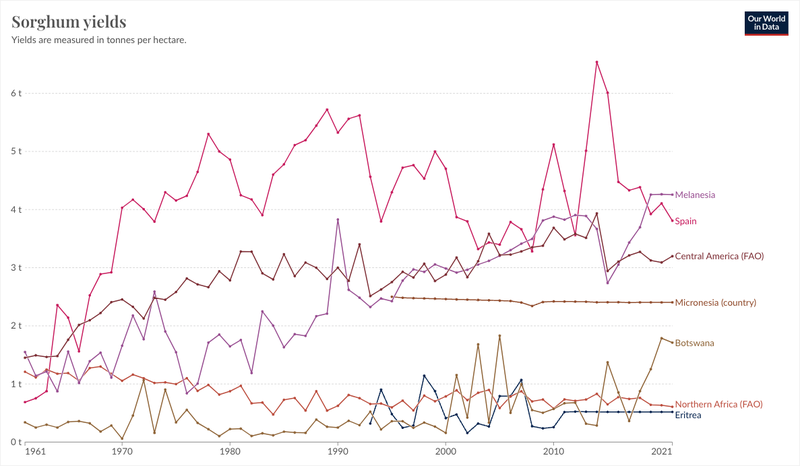 Sorghum yields
Yields are measured in tonnes per hectare.
Our World
in Data
6 t
5 t
4 t
3 t
2 t
1 t
0 t
Melanesia
Spain
Central America (FAO)
Micronesia (country)
Botswana
Northern Africa (FAO)
Eritrea
1961
1970
1980
1990
2000
2010
2021